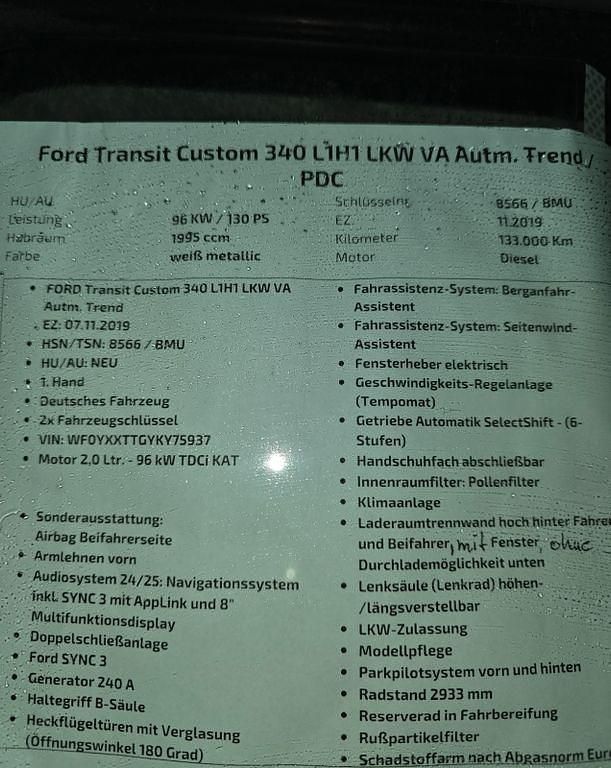 Ford Transit Custom 340 L1H1 LKW VA Autm. Trend /
PDC
HU/AU
Leistung 96 KW / 130 PS
Hubraum 1995 ccm
Farbe weiß metallic
Schlüsselnr. 8566 / BMU
EZ 11.2019
Kilometer 133.000 Km
Motor Diesel
• FORD Transit Custom 340 L1H1 LKW VA
Autm. Trend
• EZ: 07.11.2019
• HSN/TSN: 8566 / BMU
• HU/AU: NEU
• 1. Hand
• Deutsches Fahrzeug
• 2x Fahrzeugschlüssel
• VIN: WF0YXXTTGYKY75937
• Motor 2,0 Ltr. - 96 kW TDCi KAT
• Sonderausstattung:
Airbag Beifahrerseite
• Armlehnen vorn
• Audiosystem 24/25: Navigationssystem
inkl. SYNC 3 mit AppLink und 8"
Multifunktionsdisplay
• Doppelschließanlage
• Ford SYNC 3
• Generator 240 A
• Haltegriff B-Säule
• Heckflügeltüren mit Verglasung
(Öffnungswinkel 180 Grad)
• Fahrassistenz-System: Berganfahr-
Assistent
• Fahrassistenz-System: Seitenwind-
Assistent
• Fensterheber elektrisch
• Geschwindigkeits-Regelanlage
(Tempomat)
• Getriebe Automatik SelectShift - (6-
Stufen)
• Handschuhfach abschließbar
• Innenraumfilter: Pollenfilter
• Klimaanlage
• Laderaumtrennwand hoch hinter Fahre
und Beifahrer, mit Fenster, ohne
Durchlademöglichkeit unten
• Lenksäule (Lenkrad) höhen-
/längsverstellbar
• LKW-Zulassung
• Modellpflege
• Parkpilotsystem vorn und hinten
• Radstand 2933 mm
• Reserverad in Fahrbereifung
• Rußpartikelfilter
• Schadstoffarm nach Abgasnorm Eur